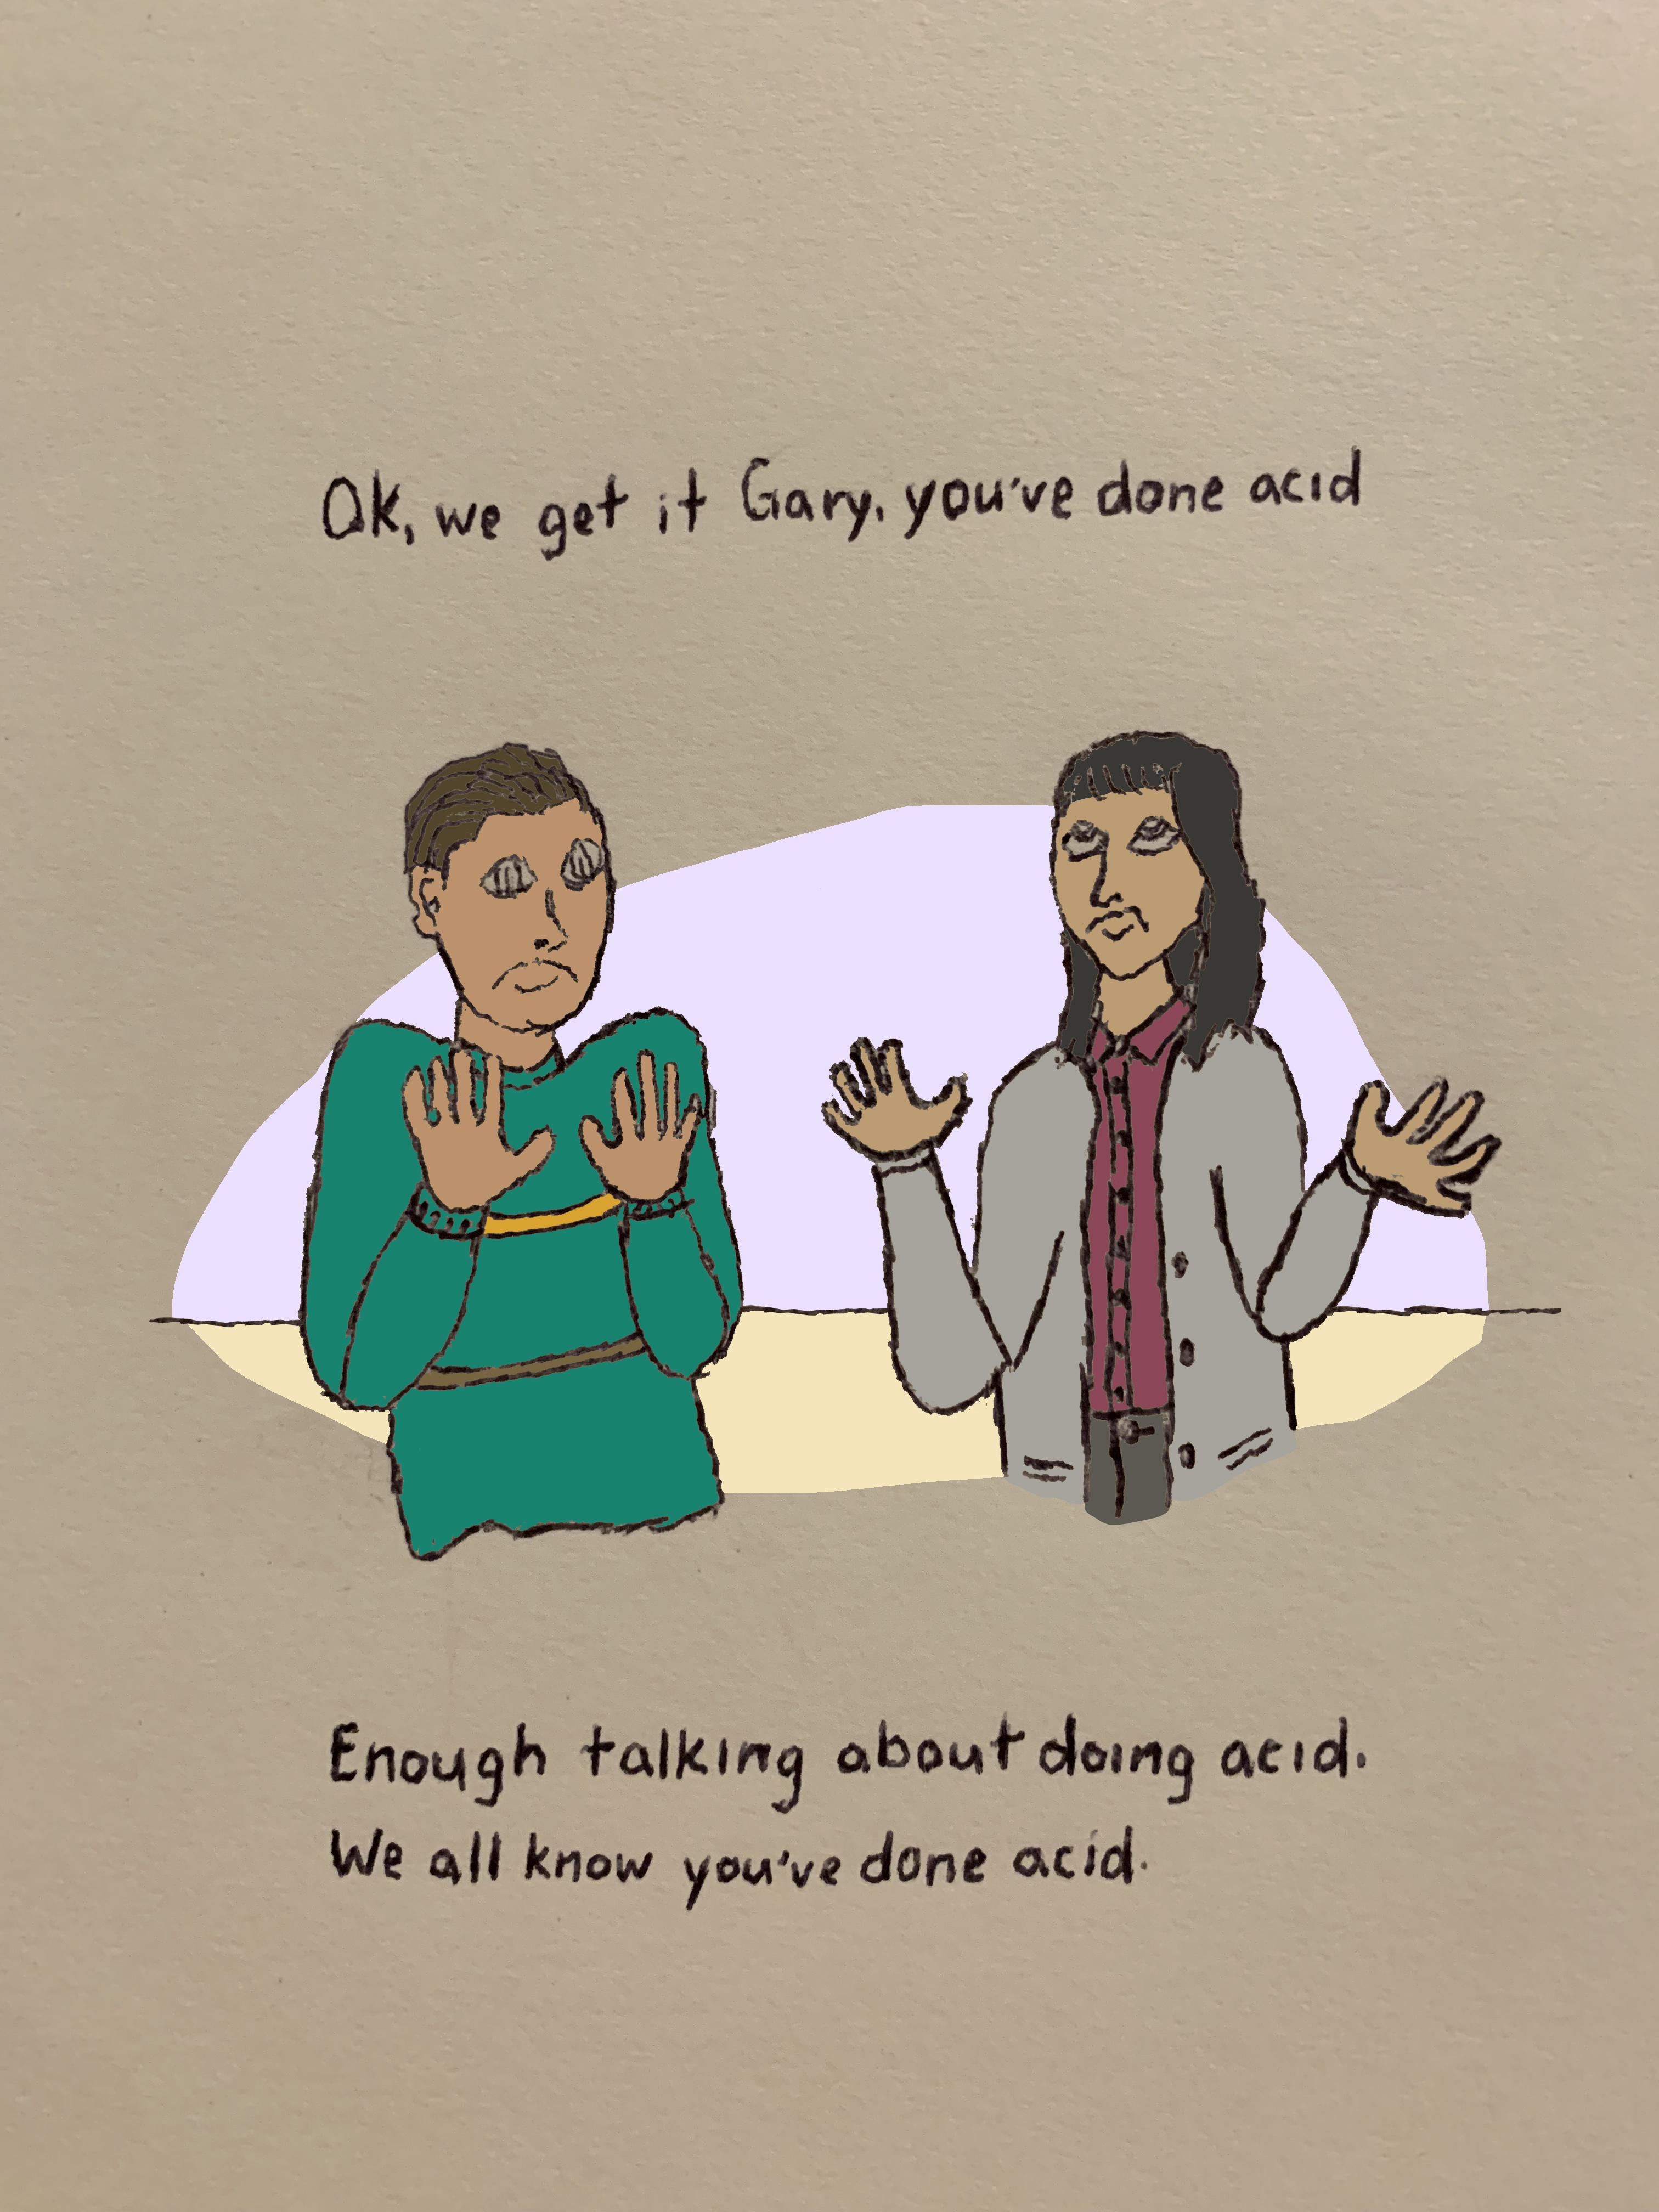 OK, we get it Gary, you've done acid
Enough talking about doing acid.
We all know you've done acid.